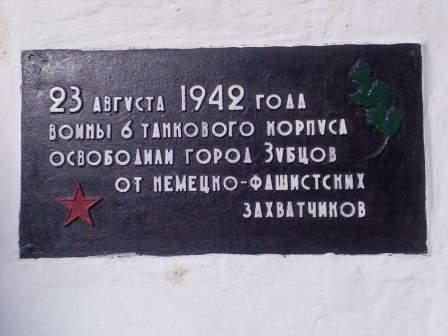 23 августа 1942 года
воины 6 танкового корпуса
освободили город Зубцов
от немецко-фашистских
захватчиков